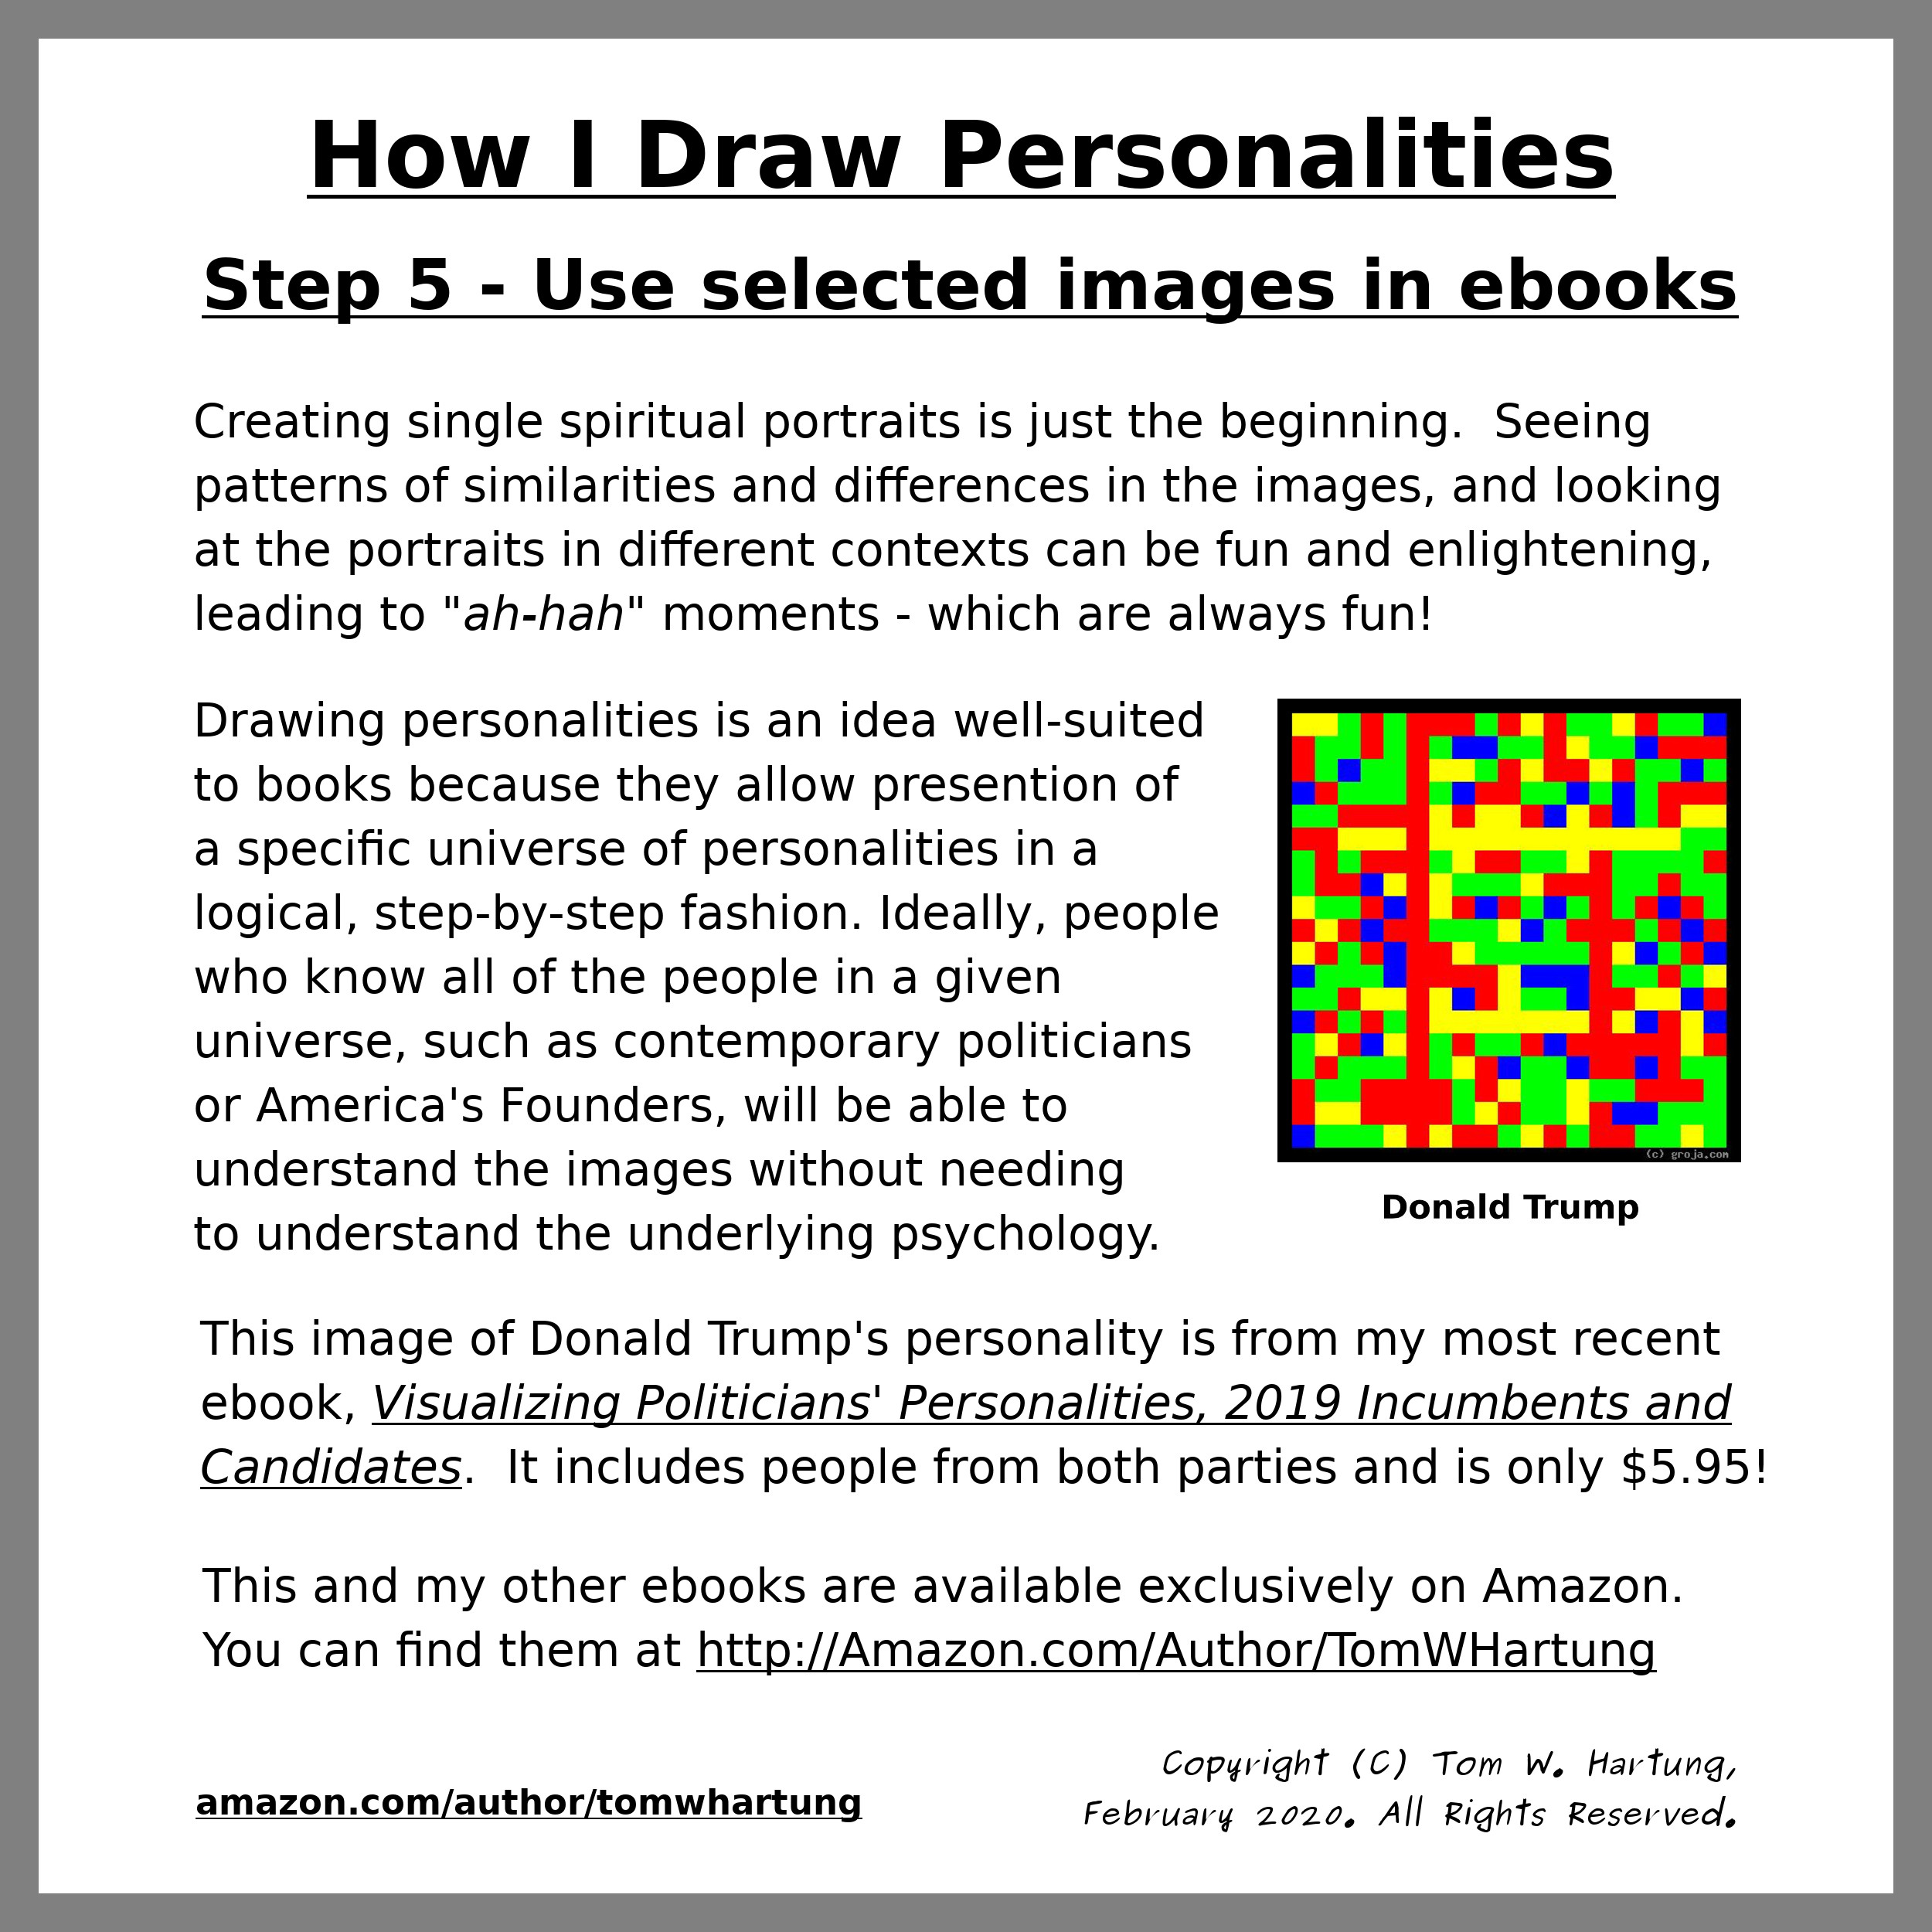 How I Draw Personalities
Step 5 - Use selected images in ebooks
Creating single spiritual portraits is just the beginning.  Seeing
patterns of similarities and differences in the images, and looking
at the portraits in different contexts can be fun and enlightening,
leading to "ah-hah" moments - which are always fun!
Drawing personalities is an idea well-suited
to books because they allow presention of
a specific universe of personalities in a
logical, step-by-step fashion. Ideally, people
who know all of the people in a given
universe, such as contemporary politicians
or America's Founders, will be able to
understand the images without needing
to understand the underlying psychology.
(c) groja.com
Donald Trump
This image of Donald Trump's personality is from my most recent
ebook, Visualizing Politicians' Personalities, 2019 Incumbents and
Candidates.  It includes people from both parties and is only $5.95!
This and my other ebooks are available exclusively on Amazon.
You can find them at http://Amazon.com/Author/TomWHartung
amazon.com/author/tomwhartung
Copyright (C) Tom W. Hartung,
February 2020. All Rights Reserved.